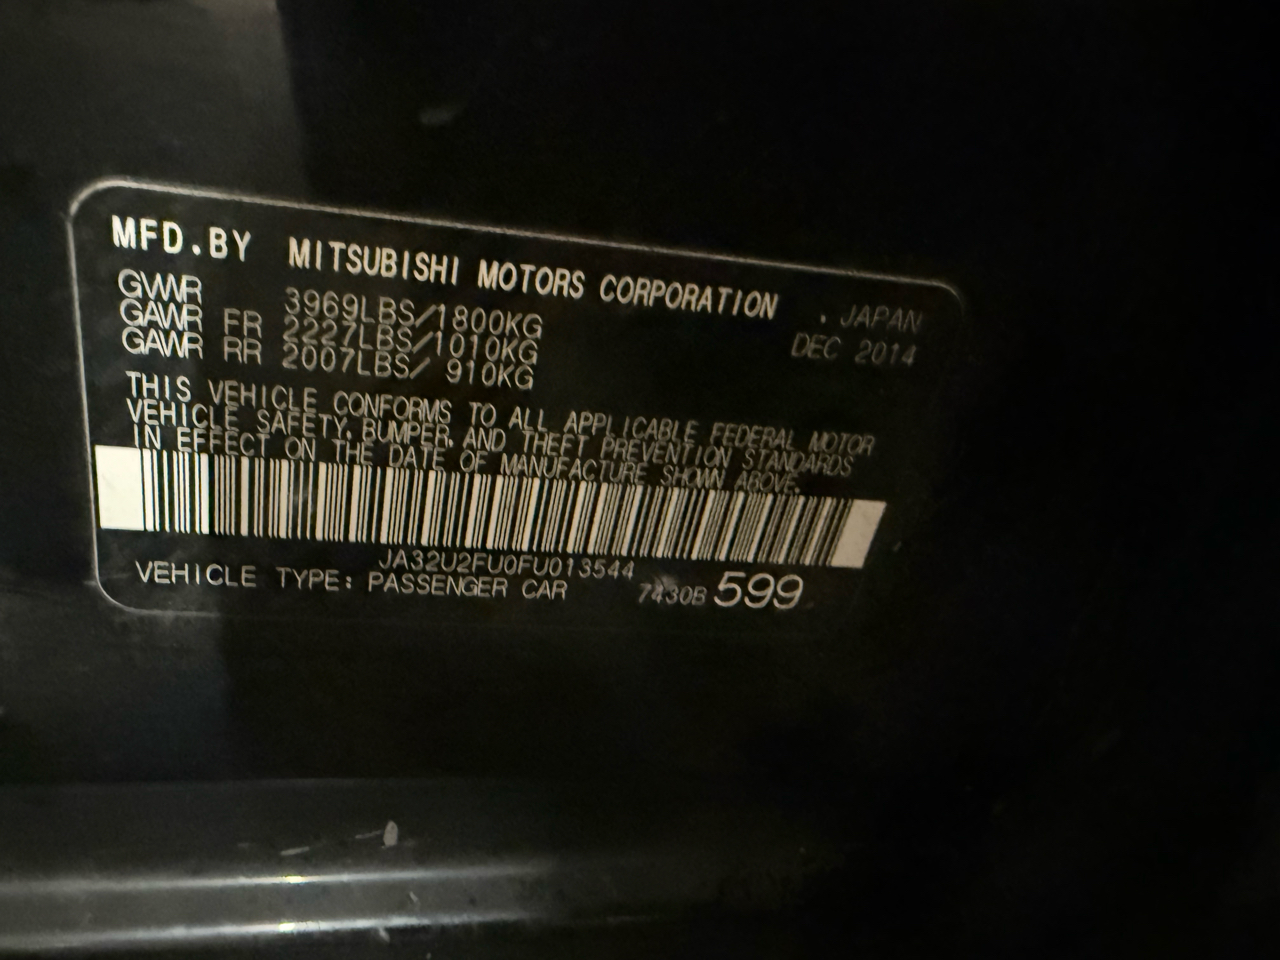 MFD.BY MITSUBISHI MOTORS CORPORATION . JAPAN
GVWR 3969LBS/1800KG DEC 2014
GAWR FR 2227LBS/1010KG
GAWR RR 2007LBS/ 910KG
THIS VEHICLE CONFORMS TO ALL APPLICABLE FEDERAL MOTOR
VEHICLE SAFETY, BUMPER, AND THEFT PREVENTION STANDARDS
IN EFFECT ON THE DATE OF MANUFACTURE SHOWN ABOVE.
JA32U2FU0FU013544
VEHICLE TYPE: PASSENGER CAR 7430B 599